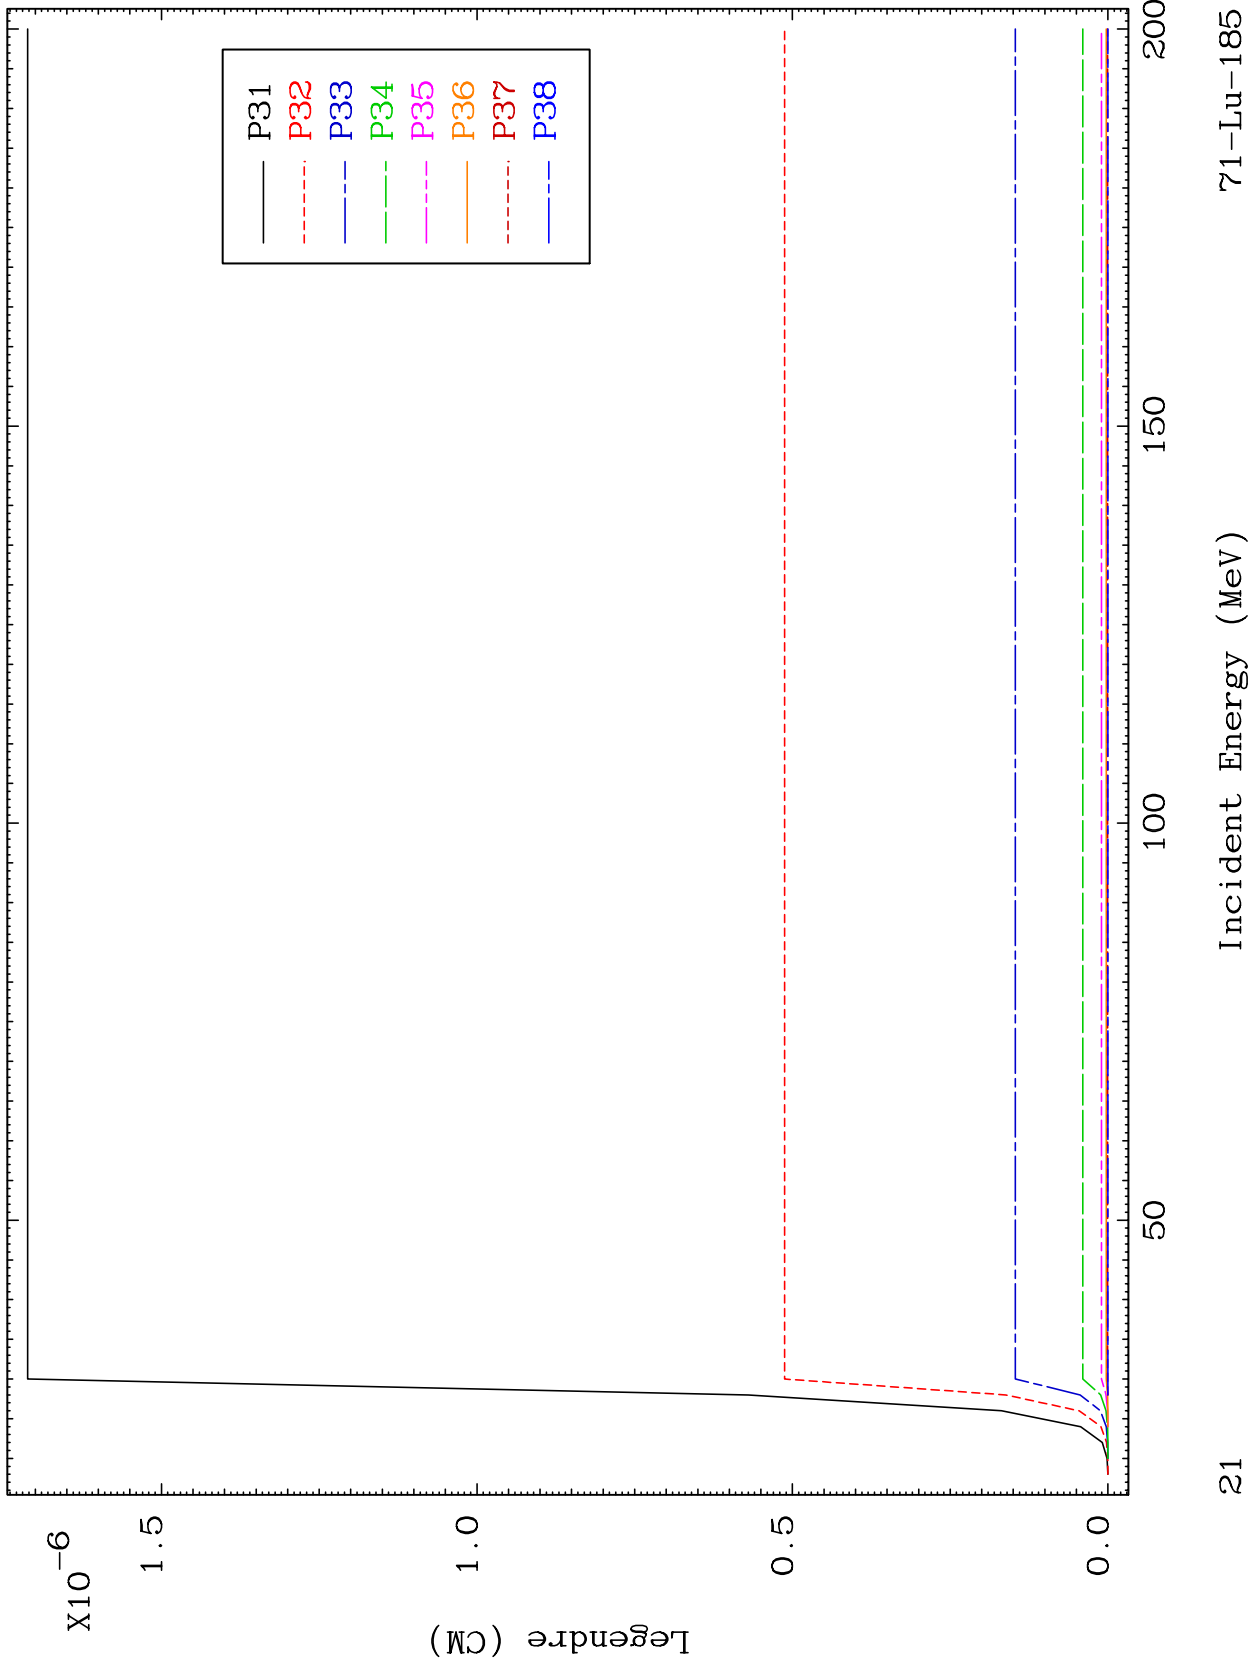 X10-6
1.5
1.0
0.5
0.0
Legendre (CM)
P31
P32
P33
P34
P35
P36
P37
P38
50
100
150
200
Incident Energy (MeV)
21
71-Lu-185